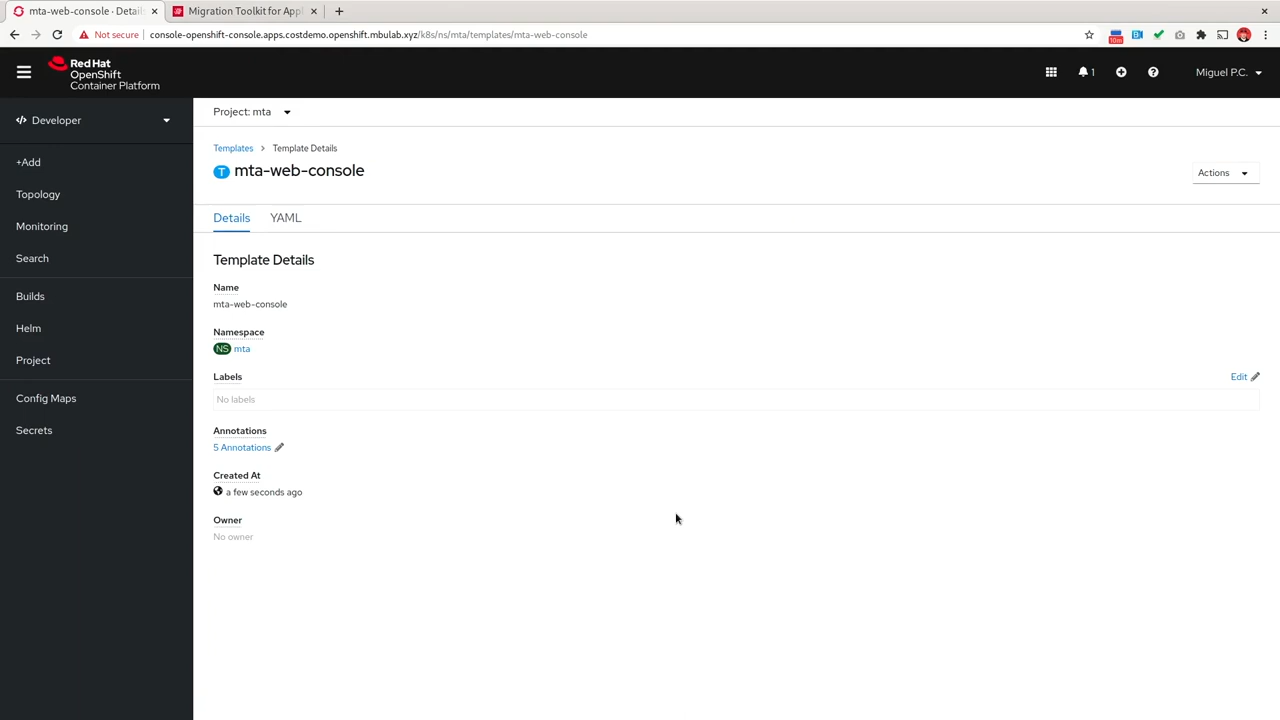 mta-web-console · Detail
Migration Toolkit for App
Not secure
console-openshift-console.apps.costdemo.openshift.mbulab.xyz/k8s/ns/mta/templates/mta-web-console
Red Hat
OpenShift
Container Platform
1
Miguel P.C.
Developer
+Add
Topology
Monitoring
Search
Builds
Helm
Project
Config Maps
Secrets
Project: mta
Templates
Template Details
T
mta-web-console
Actions
Details
YAML
Template Details
Name
mta-web-console
Namespace
NS mta
Labels
Edit
No labels
Annotations
5 Annotations
Created At
a few seconds ago
Owner
No owner